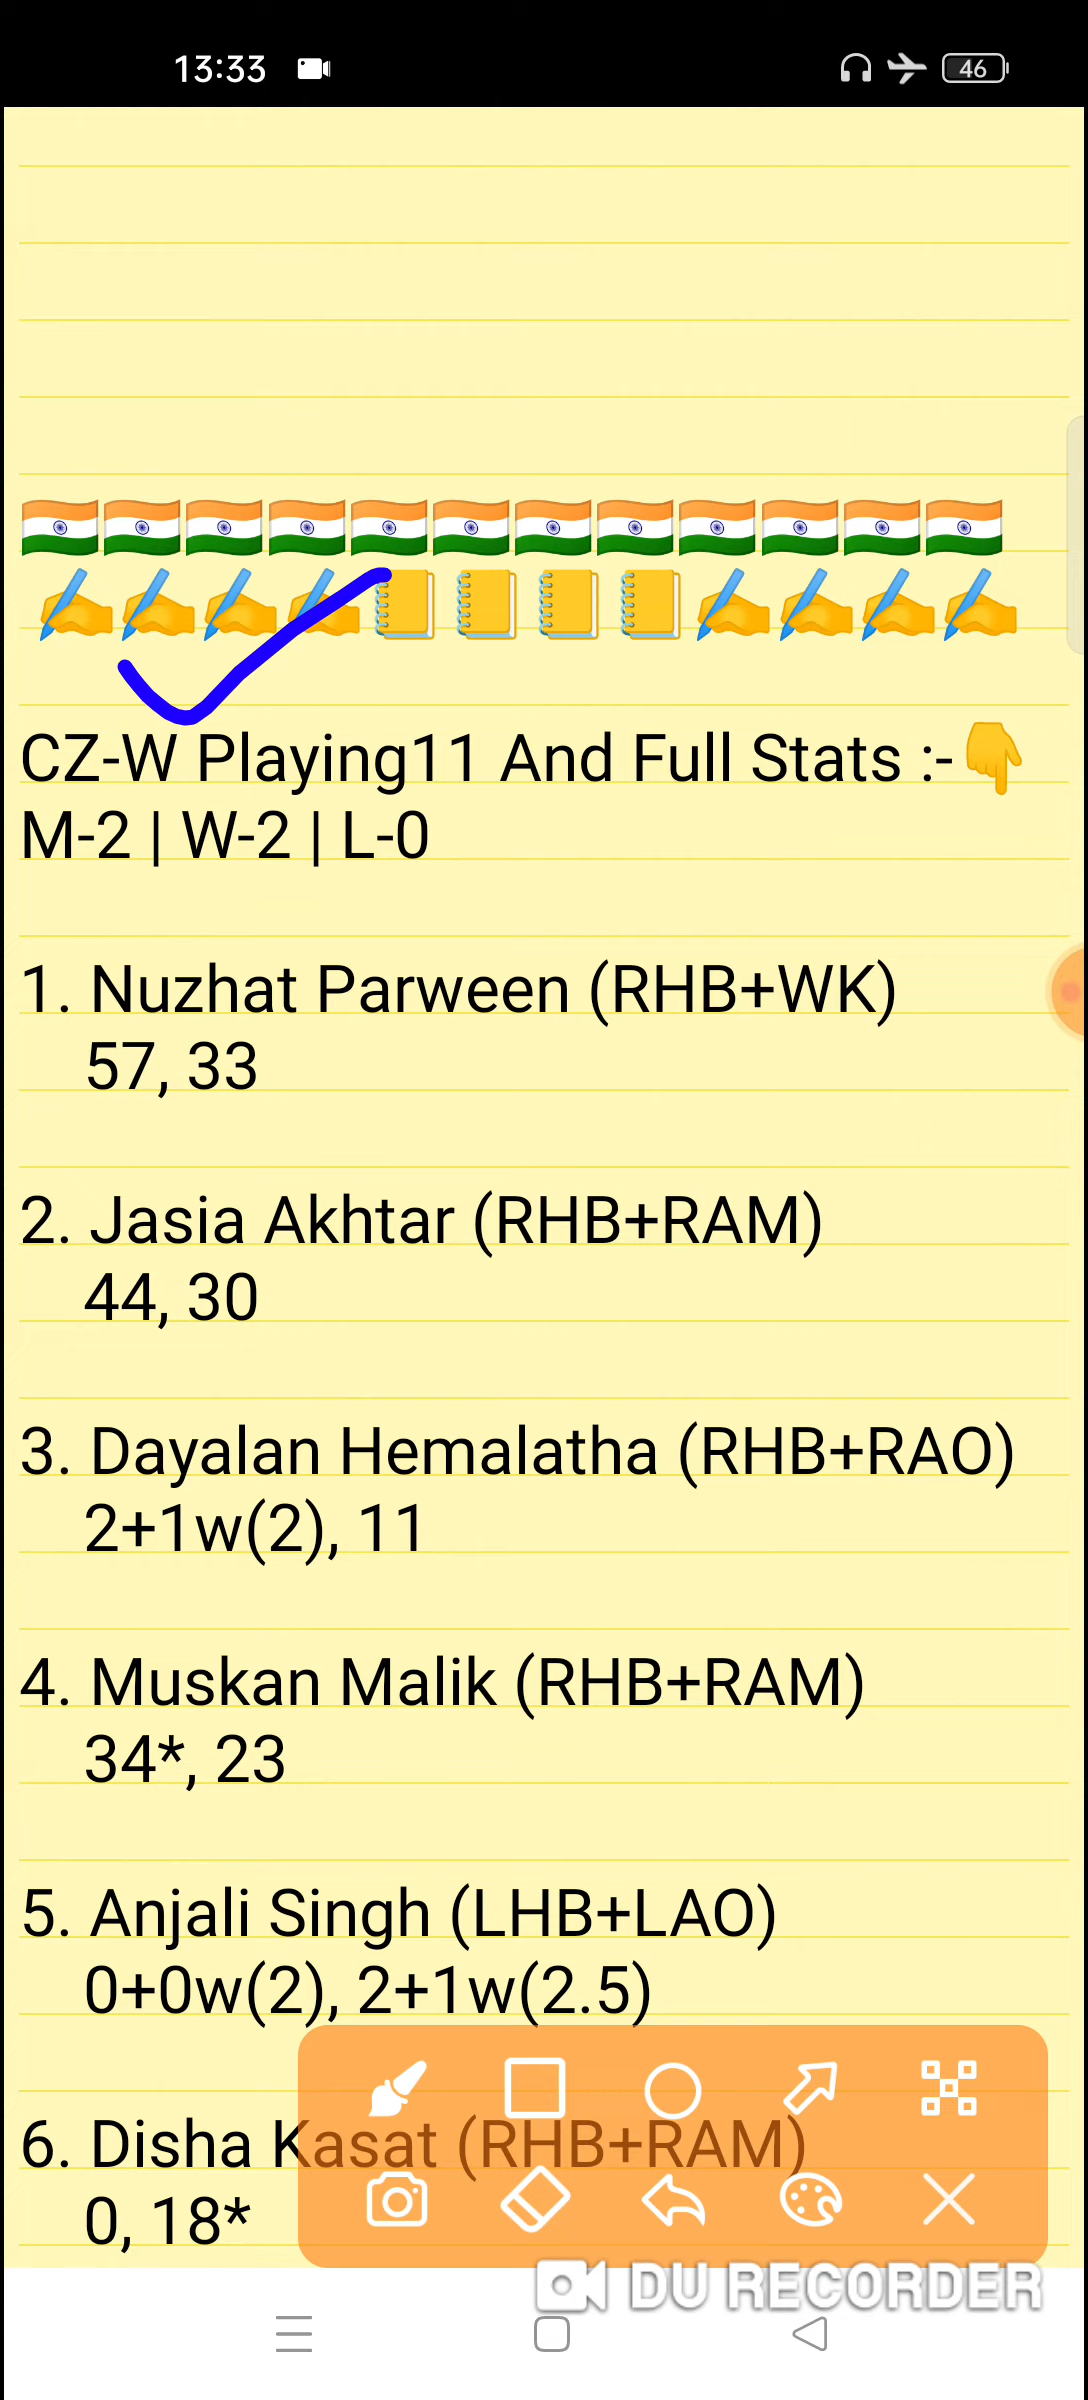 13:33
46
🇮🇳🇮🇳🇮🇳🇮🇳🇮🇳🇮🇳🇮🇳🇮🇳🇮🇳🇮🇳🇮🇳🇮🇳
✍✍✍✍📒📒📒📒✍✍✍✍
CZ-W Playing11 And Full Stats :-👇
M-2 | W-2 | L-0
1. Nuzhat Parween (RHB+WK)
57, 33
2. Jasia Akhtar (RHB+RAM)
44, 30
3. Dayalan Hemalatha (RHB+RAO)
2+1w(2), 11
4. Muskan Malik (RHB+RAM)
34*, 23
5. Anjali Singh (LHB+LAO)
0+0w(2), 2+1w(2.5)
6. Disha Kasat (RHB+RAM)
0, 18*
DU RECORDER